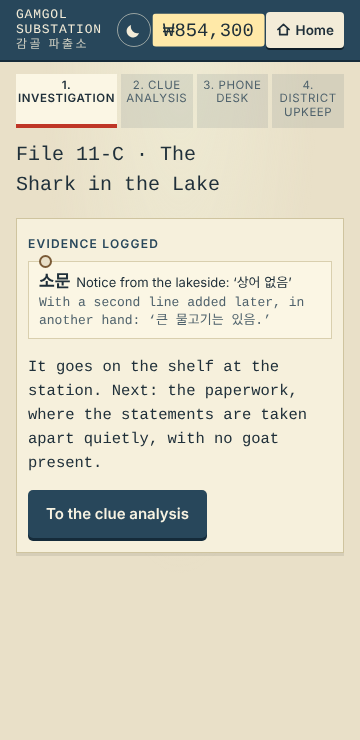 GAMGOL
SUBSTATION
감골 파출소
₩854,300
Home
1.
INVESTIGATION
2. CLUE
ANALYSIS
3. PHONE
DESK
4.
DISTRICT
UPKEEP
File 11-C · The
Shark in the Lake
EVIDENCE LOGGED
소문 Notice from the lakeside: ‘상어 없음’
With a second line added later, in
another hand: ‘큰 물고기는 있음.’
It goes on the shelf at the
station. Next: the paperwork,
where the statements are taken
apart quietly, with no goat
present.
To the clue analysis